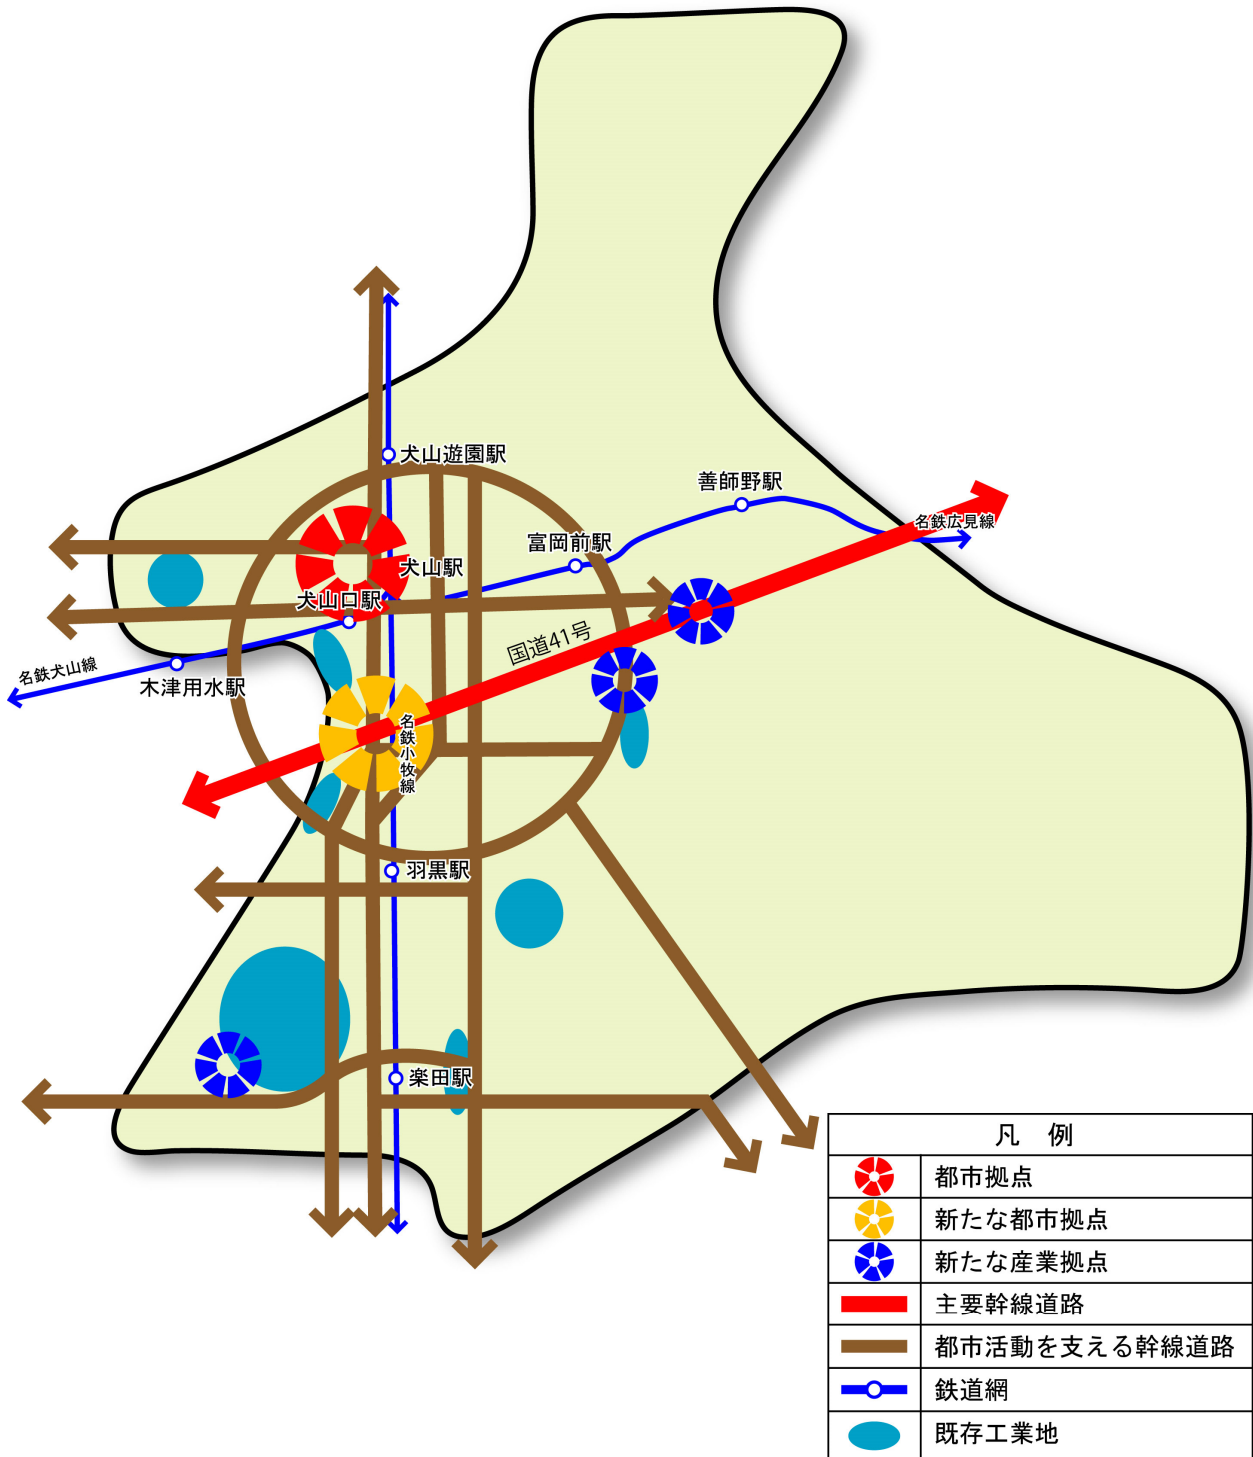 犬山遊園駅
善師野駅
名鉄広見線
富岡前駅
犬山駅
犬山口駅
国道41号
名鉄犬山線
木津用水駅
名鉄小牧線
羽黒駅
楽田駅
凡 例
都市拠点
新たな都市拠点
新たな産業拠点
主要幹線道路
都市活動を支える幹線道路
鉄道網
既存工業地